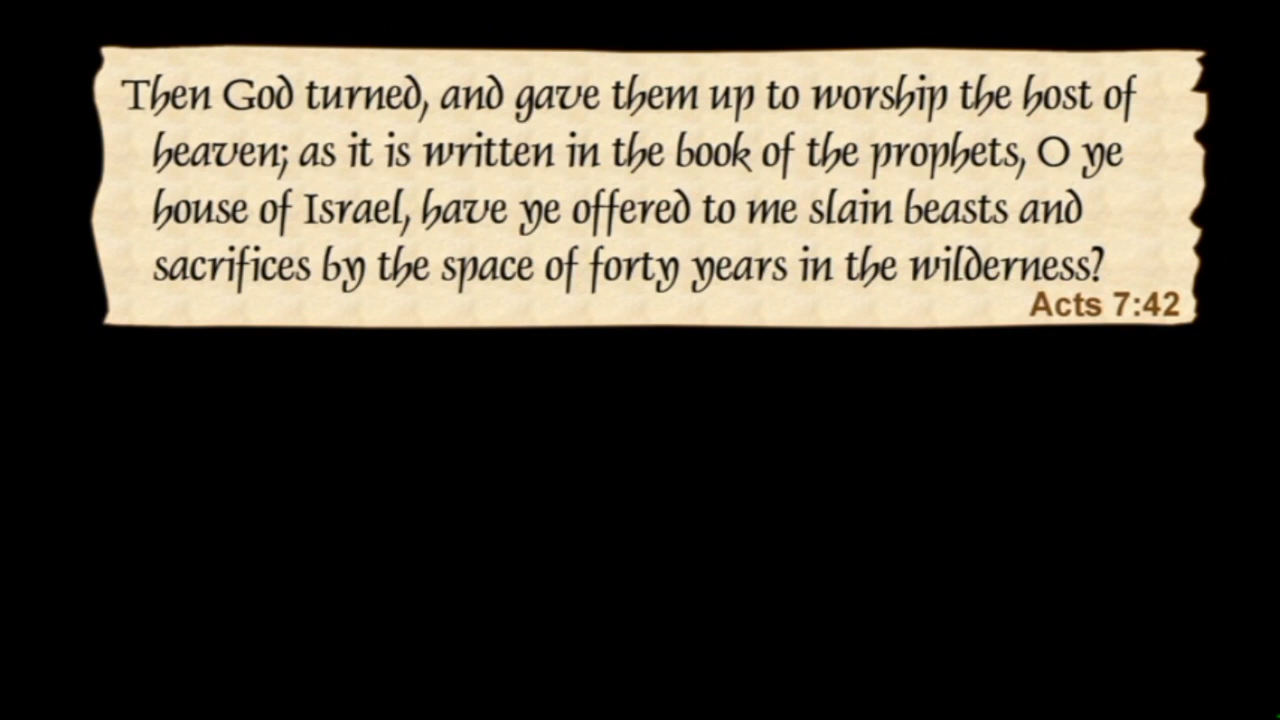 Then God turned, and gave them up to worship the host of
heaven; as it is written in the book of the prophets, O ye
house of Israel, have ye offered to me slain beasts and
sacrifices by the space of forty years in the wilderness?
Acts 7:42